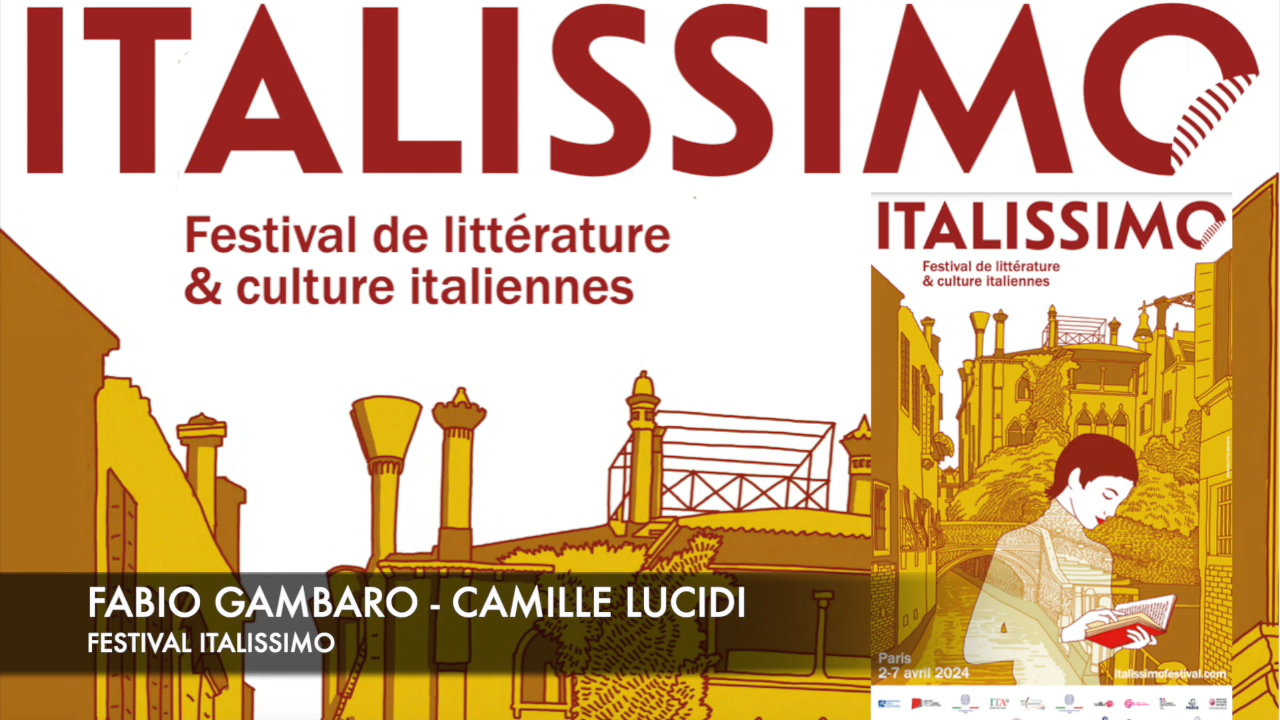 ITALISSIMO
Festival de littérature
& culture italiennes
ITALISSIMO
Festival de littérature
& culture italiennes
Paris
2-7 avril 2024
italissimofestival.com
FABIO GAMBARO - CAMILLE LUCIDI
FESTIVAL ITALISSIMO